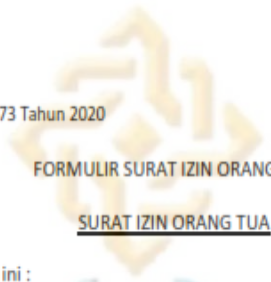 73 Tahun 2020
FORMULIR SURAT IZIN ORANG
SURAT IZIN ORANG TUA
ini :